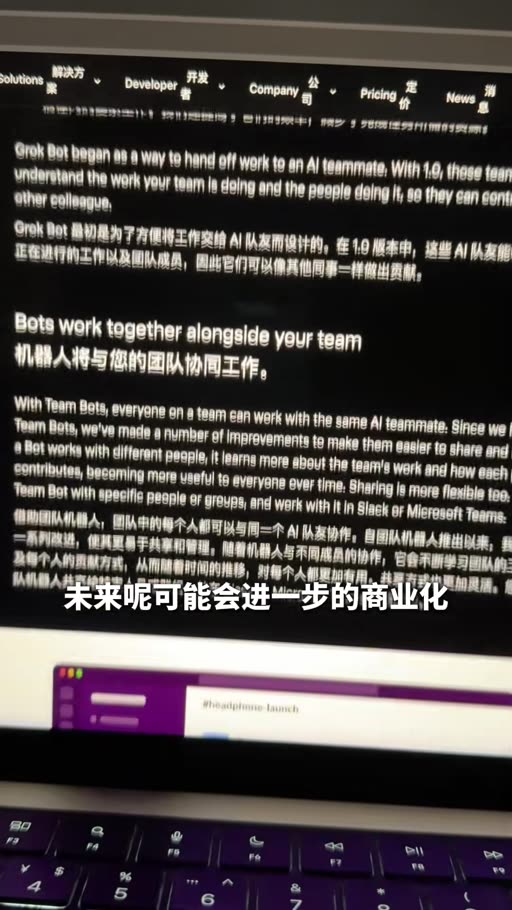 Solutions 解决方案 Developer 开发者 Company 公司 Pricing 定价 News 消息
Grok Bot began as a way to hand off work to an AI teammate. With 1.0, these
understand the work your team is doing and the people doing it, so they can
other colleague.
Grok Bot 最初是为了方便将工作交给 AI 队友而设计的。在 1.0 版本中，这些 AI 队友能
正在进行的工作以及团队成员，因此它们可以像其他同事一样做出贡献。
Bots work together alongside your team
机器人将与您的团队协同工作。
With Team Bots, everyone on a team can work with the same AI teammate. Since we
Team Bots, we've made a number of improvements to make them easier to share and
a Bot works with different people, it learns more about the team's work and how each
contributes, becoming more useful to everyone over time. Sharing is more flexible too.
Team Bot with specific people or groups, and work with it in Slack or Microsoft Teams.
借助团队机器人，团队中的每个人都可以与同一个 AI 队友协作。自团队机器人推出以来，我
一系列改进，使其更易于共享和管理。随着机器人与不同成员的协作，它会不断学习团队的
及每个人的贡献方式，从而随着时间的推移，对每个人都更
队机器人
未来呢可能会进一步的商业化
#headphone-launch
F3 F4 F5 F6 F7 F8 F9
¥ $ % …… ^ & *
4 5 6 7